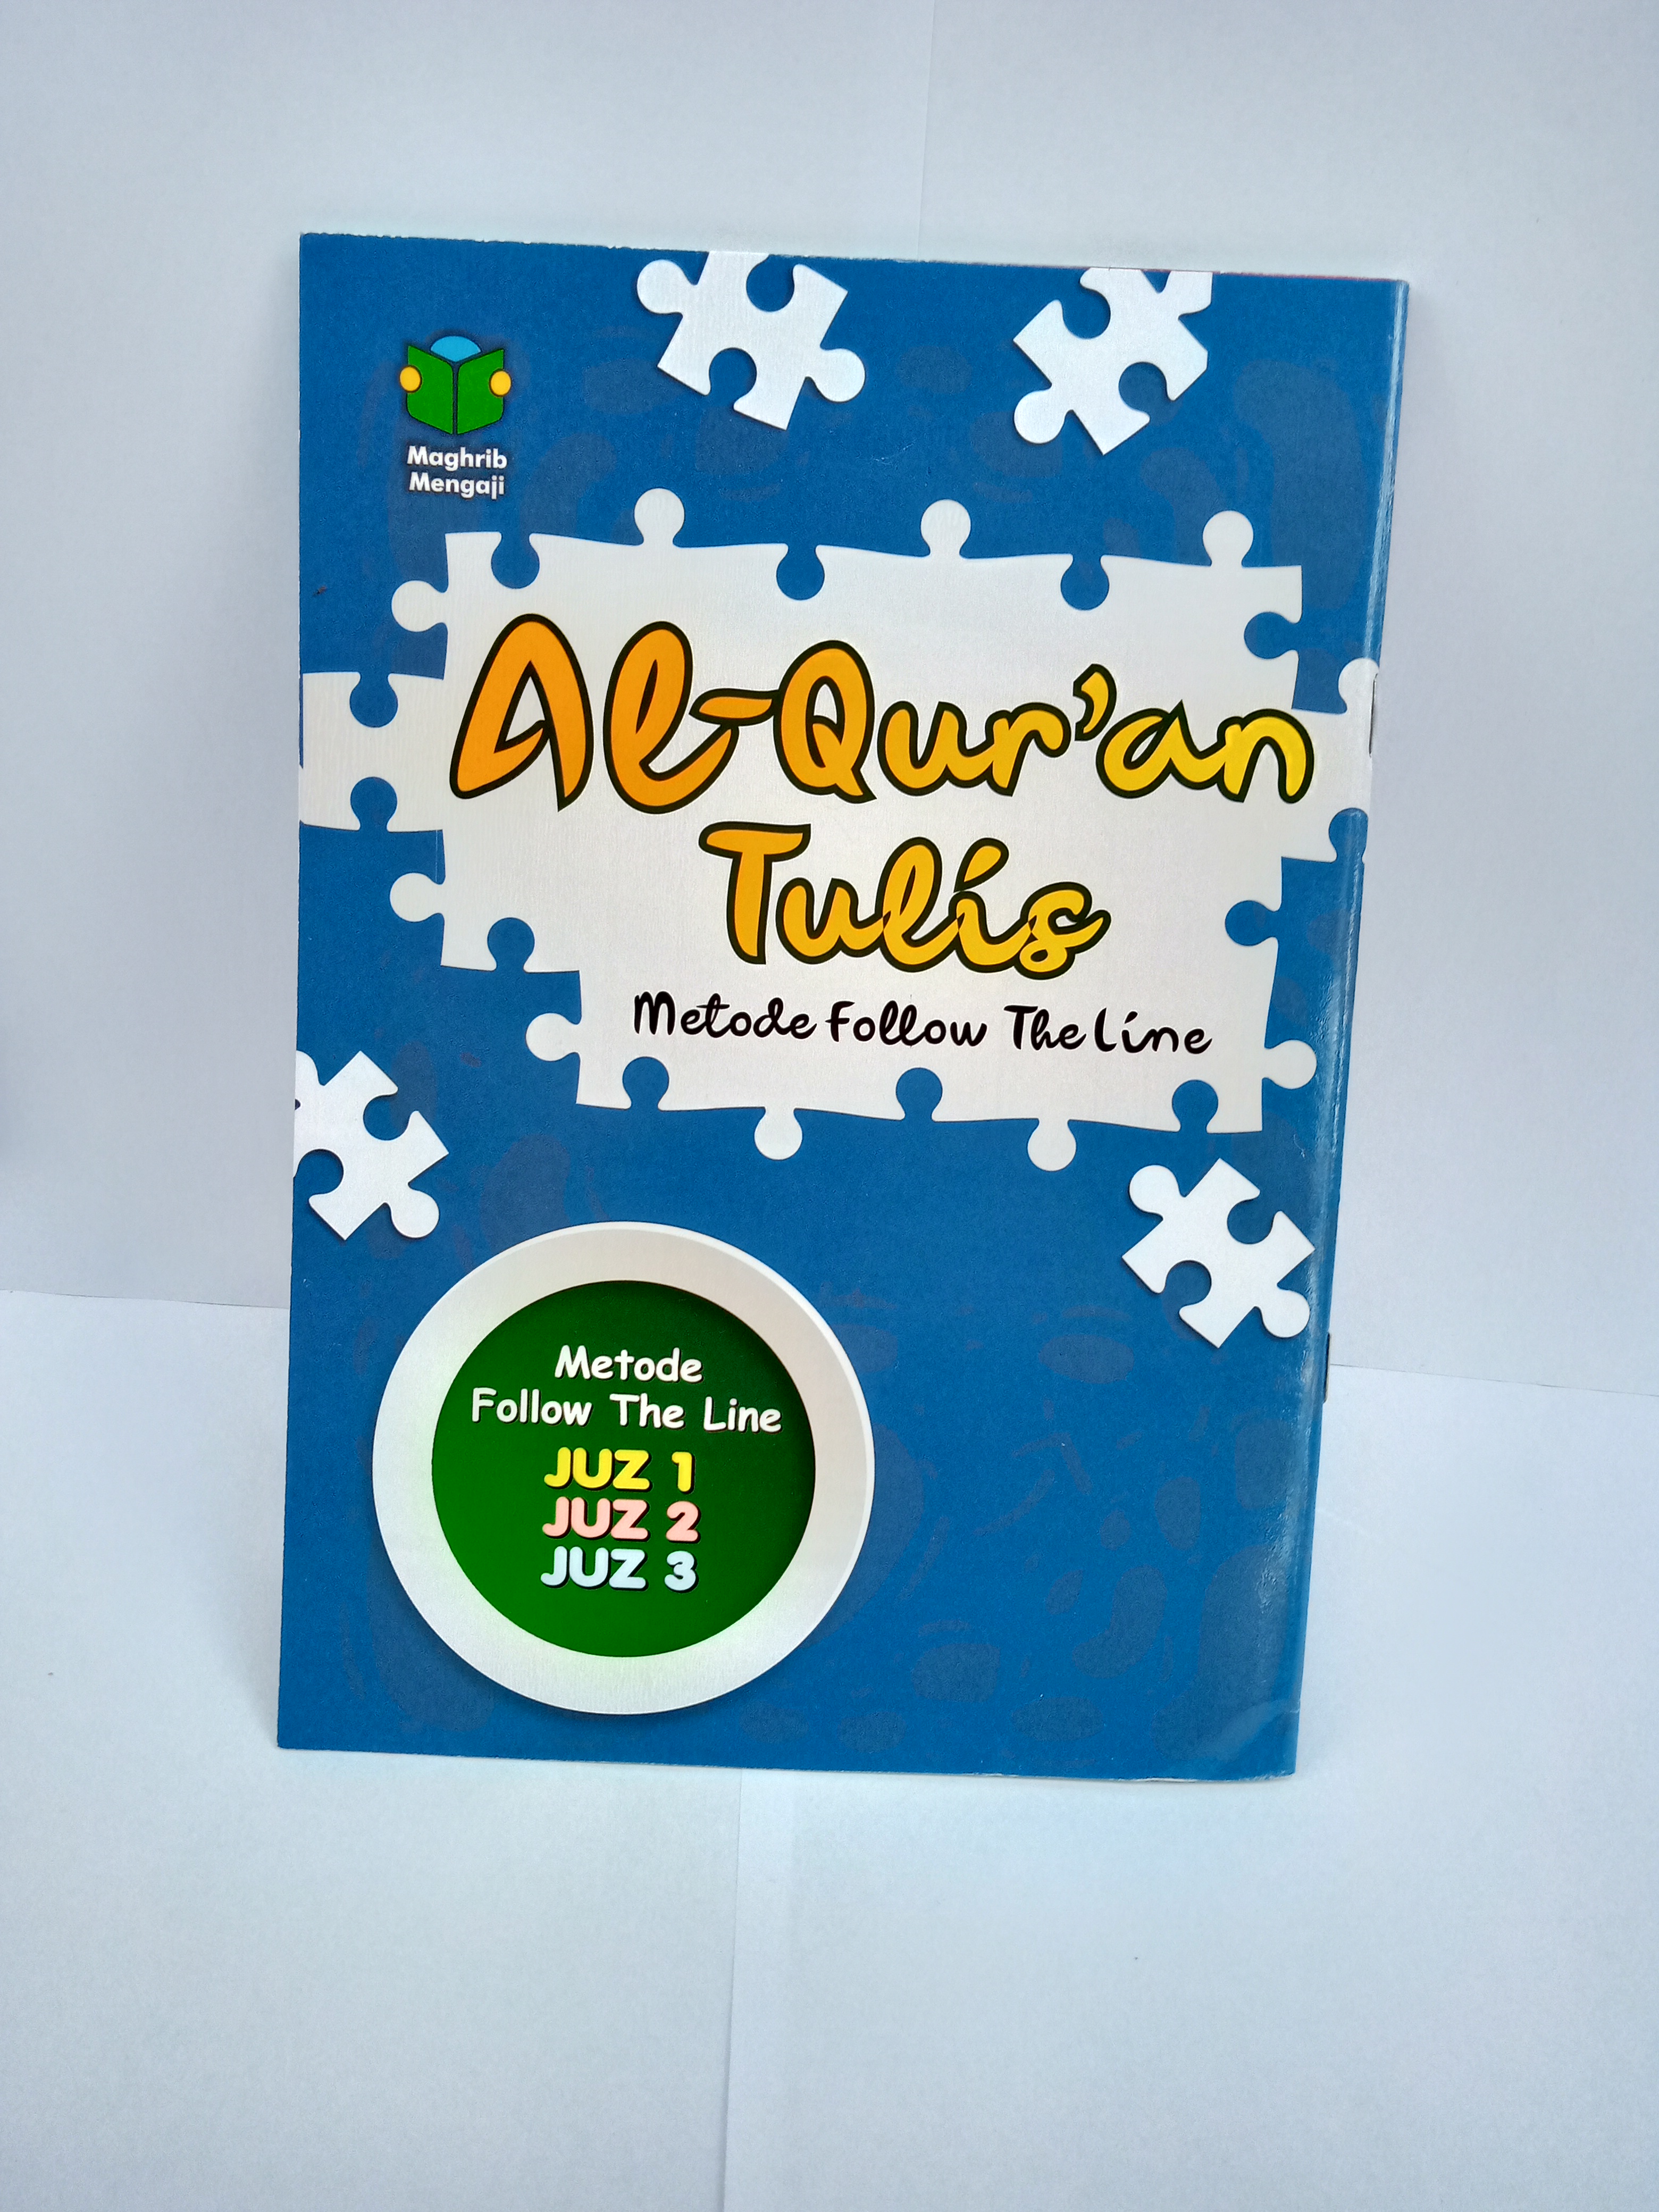 Maghrib
Mengaji
Al-Qur'an
Tulis
Metode Follow The Line
Metode
Follow The Line
JUZ 1
JUZ 2
JUZ 3